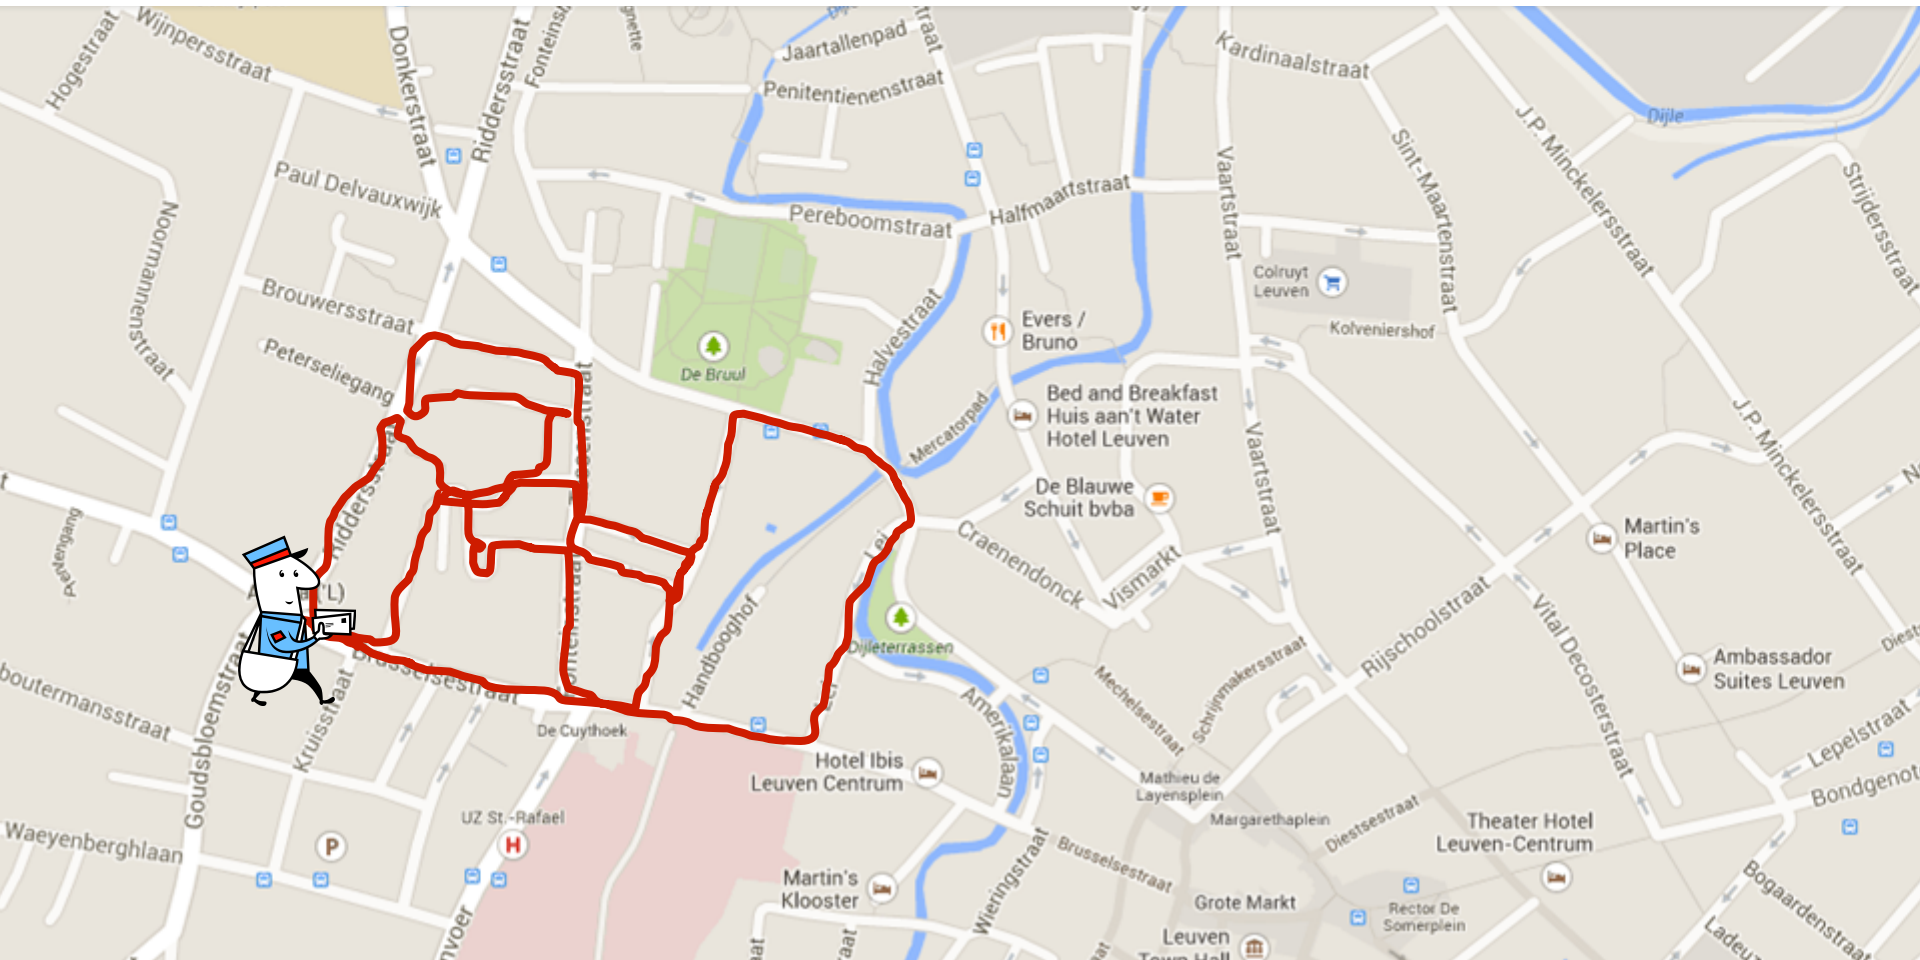 Wijnpersstraat
Hogestraat
Donkerstraat
Riddersstraat
Jaartallenpad
Penitentienenstraat
Kardinaalstraat
Dijle
J.P. Minckelersstraat
Sint-Maartenstraat
Strijdersstraat
Vaartstraat
Paul Delvauxwijk
Noormannenstraat
Halfmaartstraat
Pereboomstraat
Colruyt
Leuven
Brouwersstraat
Halvestraat
Evers /
Bruno
Kolveniershof
Peterseliegang
De Bruul
Bed and Breakfast
Huis aan't Water
Hotel Leuven
Mercatorpad
J.P. Minckelersstraat
Vaartstraat
De Blauwe
Schuit bvba
Martin's
Place
Craenendonck
Vismarkt
Handbooghof
Dijleterrassen
Rijschoolstraat
Vital Decosterstraat
Ambassador
Suites Leuven
Brusselsestraat
Goudsbloemstraat
Kruisstraat
Mechelsestraat
Schrijnmakersstraat
Amerikalaan
Lepelstraat
De Cuythoek
Hotel Ibis
Leuven Centrum
Mathieu de
Layensplein
Margarethaplein
Diestsestraat
Theater Hotel
Leuven-Centrum
UZ St.-Rafael
H
P
Waeyenberghlaan
Brusselsestraat
Wieringstraat
Martin's
Klooster
Grote Markt
Rector De
Somerplein
Bogaardenstraat
Leuven
Town Hall